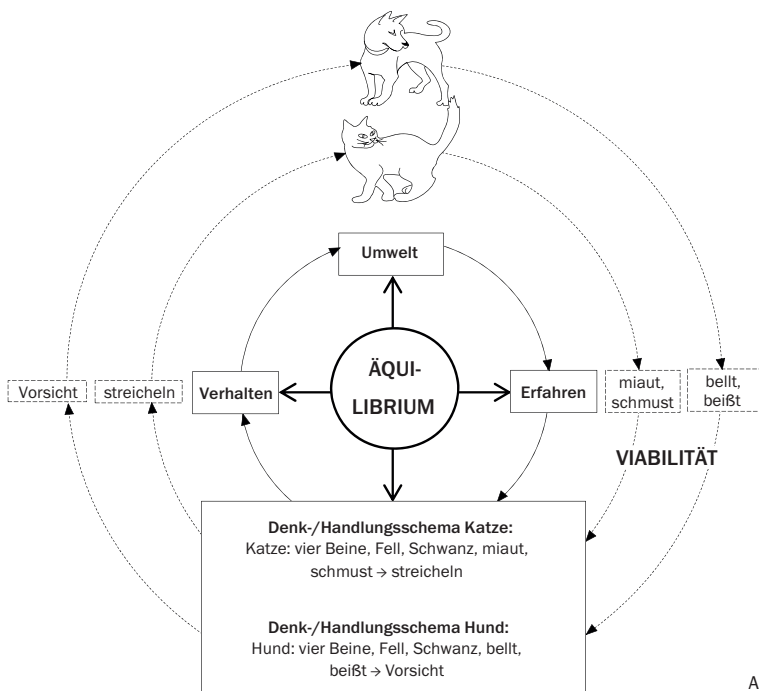 Umwelt
ÄQUI-
LIBRIUM
Vorsicht
streicheln
Verhalten
Erfahren
miaut,
schmust
bellt,
beißt
VIABILITÄT
Denk-/Handlungsschema Katze:
Katze: vier Beine, Fell, Schwanz, miaut,
schmust → streicheln
Denk-/Handlungsschema Hund:
Hund: vier Beine, Fell, Schwanz, bellt,
beißt → Vorsicht
A